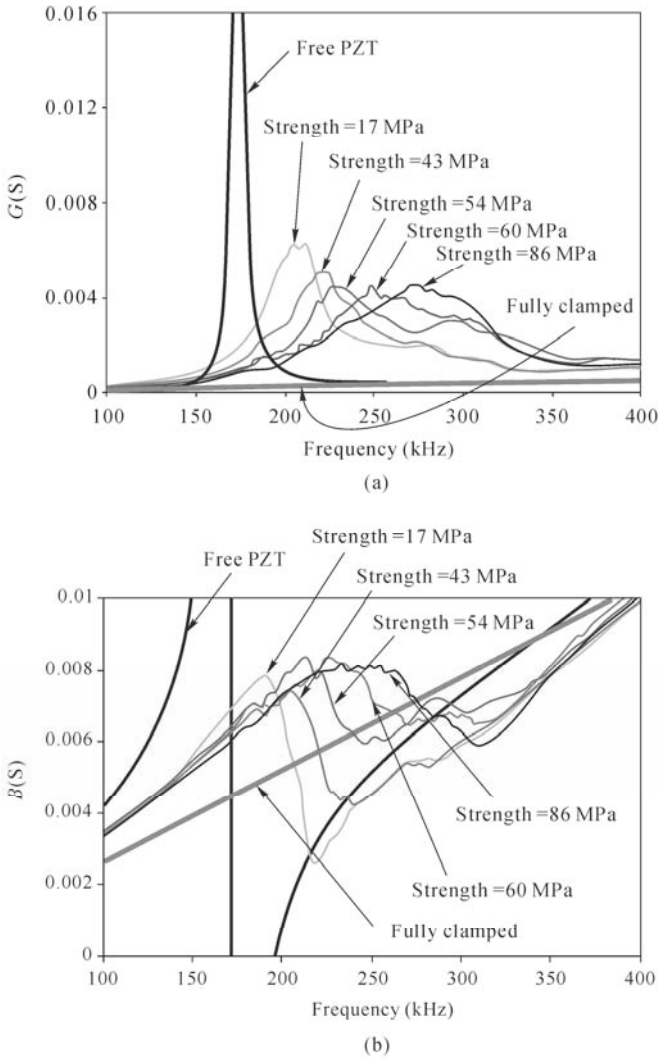 0.016
Free PZT
0.012
Strength =17 MPa
Strength =43 MPa
G(S)
0.008
Strength =54 MPa
Strength =60 MPa
Strength =86 MPa
0.004
Fully clamped
0
100 150 200 250 300 350 400
Frequency (kHz)
(a)
Strength =17 MPa
Free PZT
Strength =43 MPa
0.01
Strength =54 MPa
0.008
0.006
B(S)
0.004
Strength =86 MPa
0.002
Strength =60 MPa
Fully clamped
0
100 150 200 250 300 350 400
Frequency (kHz)
(b)